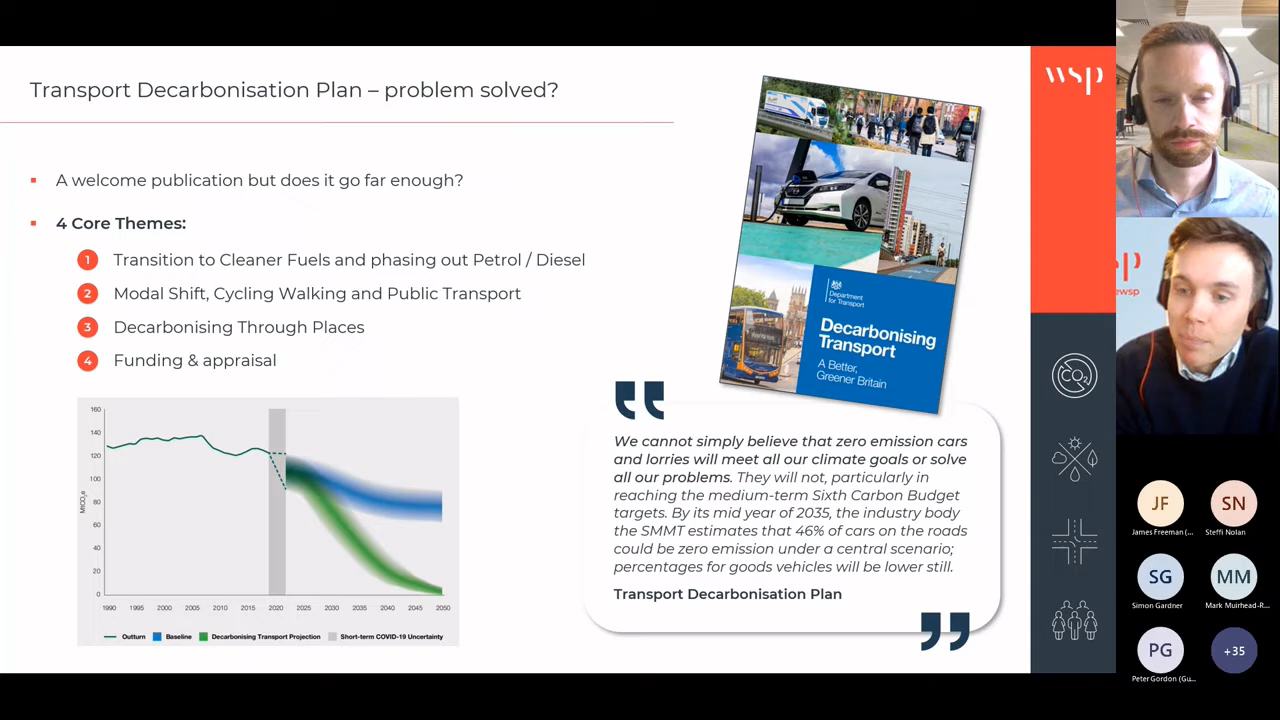 Transport Decarbonisation Plan – problem solved?
A welcome publication but does it go far enough?
4 Core Themes:
1 Transition to Cleaner Fuels and phasing out Petrol / Diesel
2 Modal Shift, Cycling Walking and Public Transport
3 Decarbonising Through Places
4 Funding & appraisal
160
140
120
100
80
60
40
20
0
MtCO₂e
1990 1995 2000 2005 2010 2015 2020 2025 2030 2035 2040 2045 2050
Outturn Baseline Decarbonising Transport Projection Short-term COVID-19 Uncertainty
Department
for Transport
Decarbonising
Transport
A Better,
Greener Britain
“
We cannot simply believe that zero emission cars
and lorries will meet all our climate goals or solve
all our problems. They will not, particularly in
reaching the medium-term Sixth Carbon Budget
targets. By its mid year of 2035, the industry body
the SMMT estimates that 46% of cars on the roads
could be zero emission under a central scenario;
percentages for goods vehicles will be lower still.
Transport Decarbonisation Plan
”
wsp
CO₂
sp
ewsp
JF SN
James Freeman (... Steffi Nolan
SG MM
Simon Gardner Mark Muirhead-R...
PG +35
Peter Gordon (Gu...